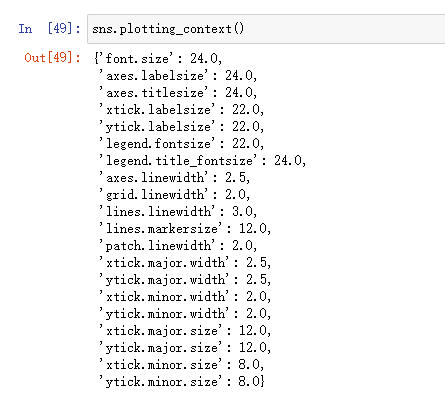 In [49]: sns.plotting_context()
Out[49]: {'font.size': 24.0,
'axes.labelsize': 24.0,
'axes.titlesize': 24.0,
'xtick.labelsize': 22.0,
'ytick.labelsize': 22.0,
'legend.fontsize': 22.0,
'legend.title_fontsize': 24.0,
'axes.linewidth': 2.5,
'grid.linewidth': 2.0,
'lines.linewidth': 3.0,
'lines.markersize': 12.0,
'patch.linewidth': 2.0,
'xtick.major.width': 2.5,
'ytick.major.width': 2.5,
'xtick.minor.width': 2.0,
'ytick.minor.width': 2.0,
'xtick.major.size': 12.0,
'ytick.major.size': 12.0,
'xtick.minor.size': 8.0,
'ytick.minor.size': 8.0}